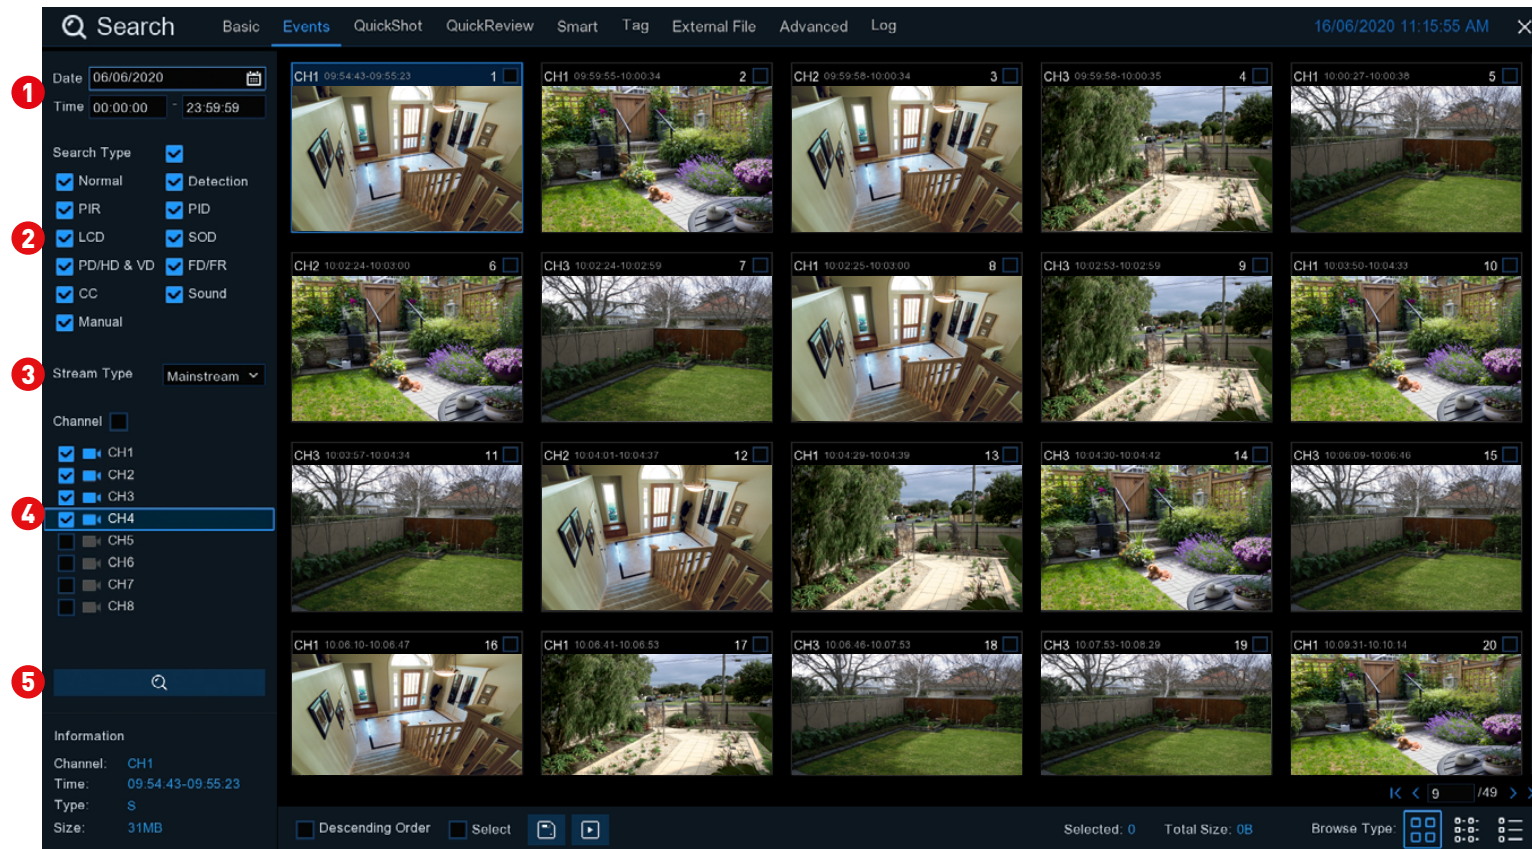 Search Basic Events QuickShot QuickReview Smart Tag External File Advanced Log 16/06/2020 11:15:55 AM
1
Date 06/06/2020
Time 00:00:00 - 23:59:59
2
Search Type
Normal Detection
PIR PID
LCD SOD
PD/HD & VD FD/FR
CC Sound
Manual
3
Stream Type Mainstream
Channel
4
CH1
CH2
CH3
CH4
CH5
CH6
CH7
CH8
5
Information
Channel: CH1
Time: 09:54:43-09:55:23
Type: S
Size: 31MB
CH1 09:54:43-09:55:23 1
CH1 09:59:55-10:00:34 2
CH2 09:59:58-10:00:34 3
CH3 09:59:58-10:00:35 4
CH1 10:00:27-10:00:38 5
CH2 10:02:24-10:03:00 6
CH3 10:02:24-10:02:59 7
CH1 10:02:25-10:03:00 8
CH3 10:02:53-10:02:59 9
CH1 10:03:50-10:04:33 10
CH3 10:03:57-10:04:34 11
CH2 10:04:01-10:04:37 12
CH1 10:04:29-10:04:39 13
CH3 10:04:30-10:04:42 14
CH3 10:06:09-10:06:46 15
CH1 10.06.10-10.06.47 16
CH1 10.06.41-10.06.53 17
CH3 10.06.46-10:07.53 18
CH3 10.07.53-10.08.29 19
CH1 10.09.31-10.10.14 20
9 /49
Descending Order Select Selected: 0 Total Size: 0B Browse Type: